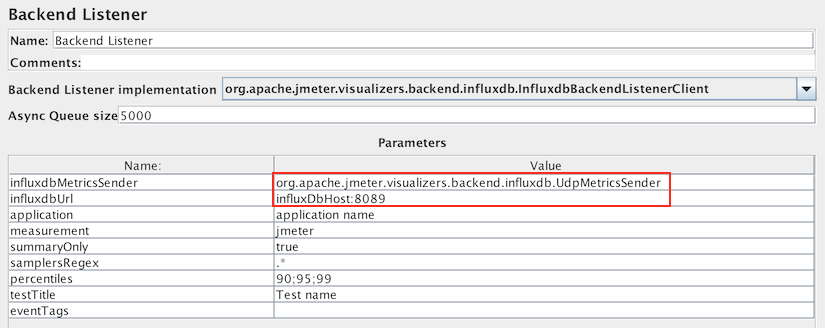 Backend Listener
Name: Backend Listener
Comments:
Backend Listener implementation org.apache.jmeter.visualizers.backend.influxdb.InfluxdbBackendListenerClient
Async Queue size 5000
Parameters
Name: Value
influxdbMetricsSender org.apache.jmeter.visualizers.backend.influxdb.UdpMetricsSender
influxdbUrl influxDbHost:8089
application application name
measurement jmeter
summaryOnly true
samplersRegex .*
percentiles 90;95;99
testTitle Test name
eventTags